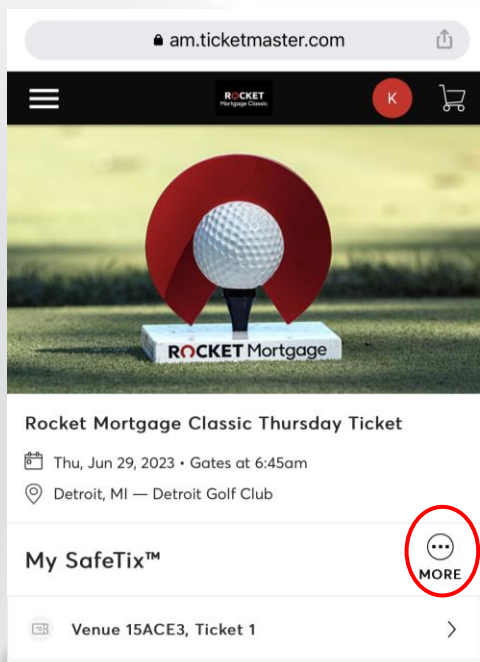 am.ticketmaster.com
ROCKET
Mortgage Classic
K
ROCKET Mortgage
Rocket Mortgage Classic Thursday Ticket
Thu, Jun 29, 2023 • Gates at 6:45am
Detroit, MI — Detroit Golf Club
My SafeTix™
MORE
Venue 15ACE3, Ticket 1